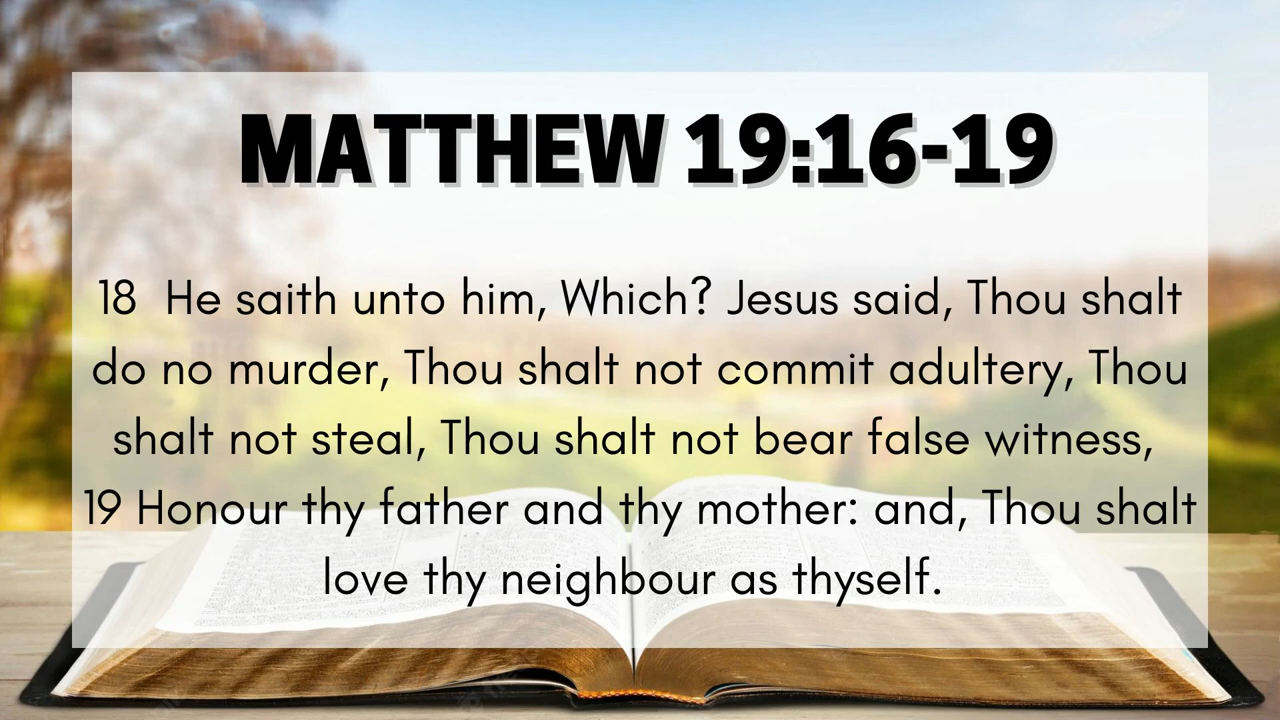 MATTHEW 19:16-19
18 He saith unto him, Which? Jesus said, Thou shalt
do no murder, Thou shalt not commit adultery, Thou
shalt not steal, Thou shalt not bear false witness,
19 Honour thy father and thy mother: and, Thou shalt
love thy neighbour as thyself.